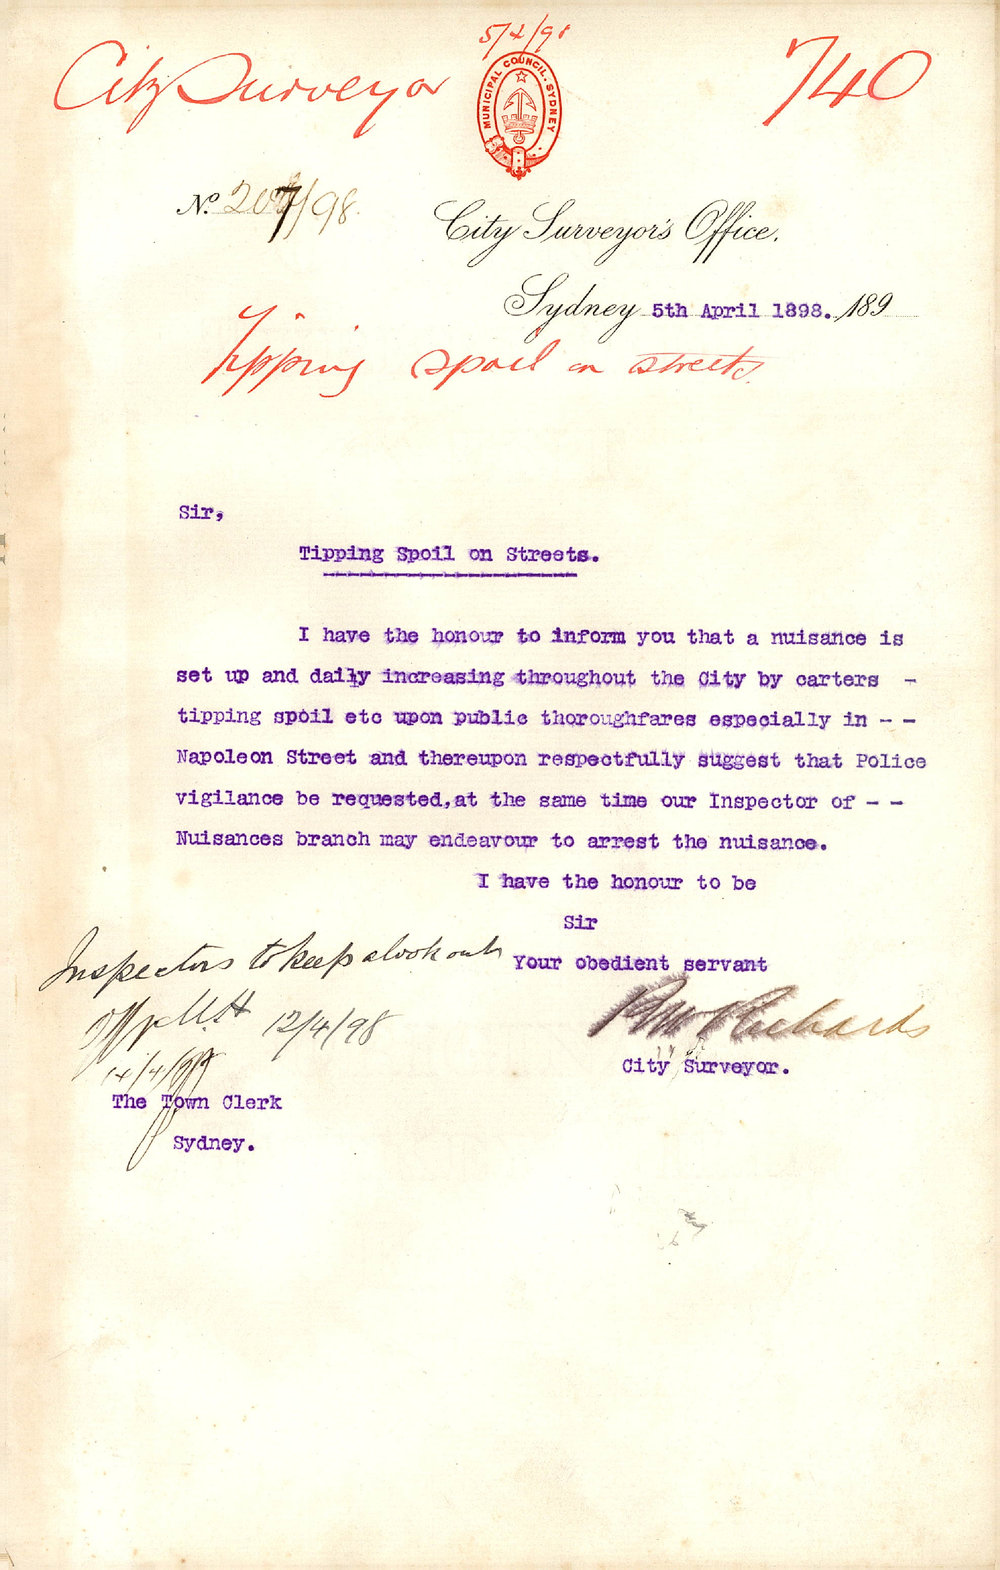 5/4/98
City Surveyor
740
MUNICIPAL COUNCIL. SYDNEY
No. 207/98
City Surveyor's Office,
Sydney 5th April 1898. 189
Tipping spoil on streets.
Sir,
Tipping Spoil on Streets.
I have the honour to inform you that a nuisance is
set up and daily increasing throughout the City by carters -
tipping spoil etc upon public thoroughfares especially in - -
Napoleon Street and thereupon respectfully suggest that Police
vigilance be requested, at the same time our Inspector of - -
Nuisances branch may endeavour to arrest the nuisance.
I have the honour to be
Sir
Your obedient servant
Inspectors to keep a look out
Richards
12/4/98
City Surveyor.
14/4/98
The Town Clerk
Sydney.